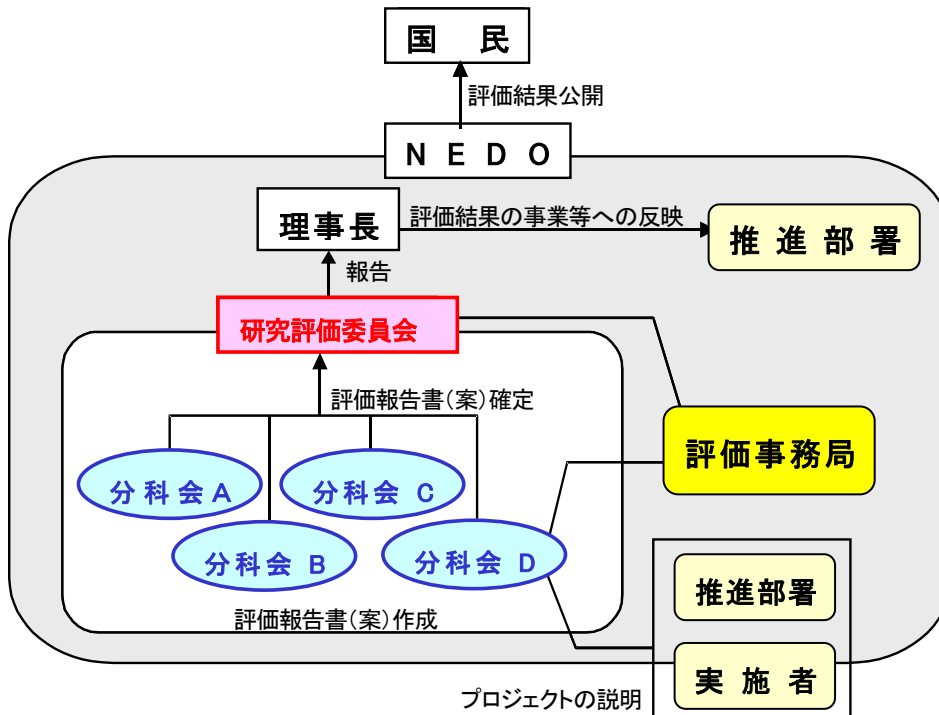 国 民
評価結果公開
N E D O
理事長
評価結果の事業等への反映
推 進 部 署
報告
研究評価委員会
評価報告書(案)確定
評価事務局
分科会A
分科会 C
分科会 B
分科会 D
推進部署
評価報告書(案)作成
実 施 者
プロジェクトの説明